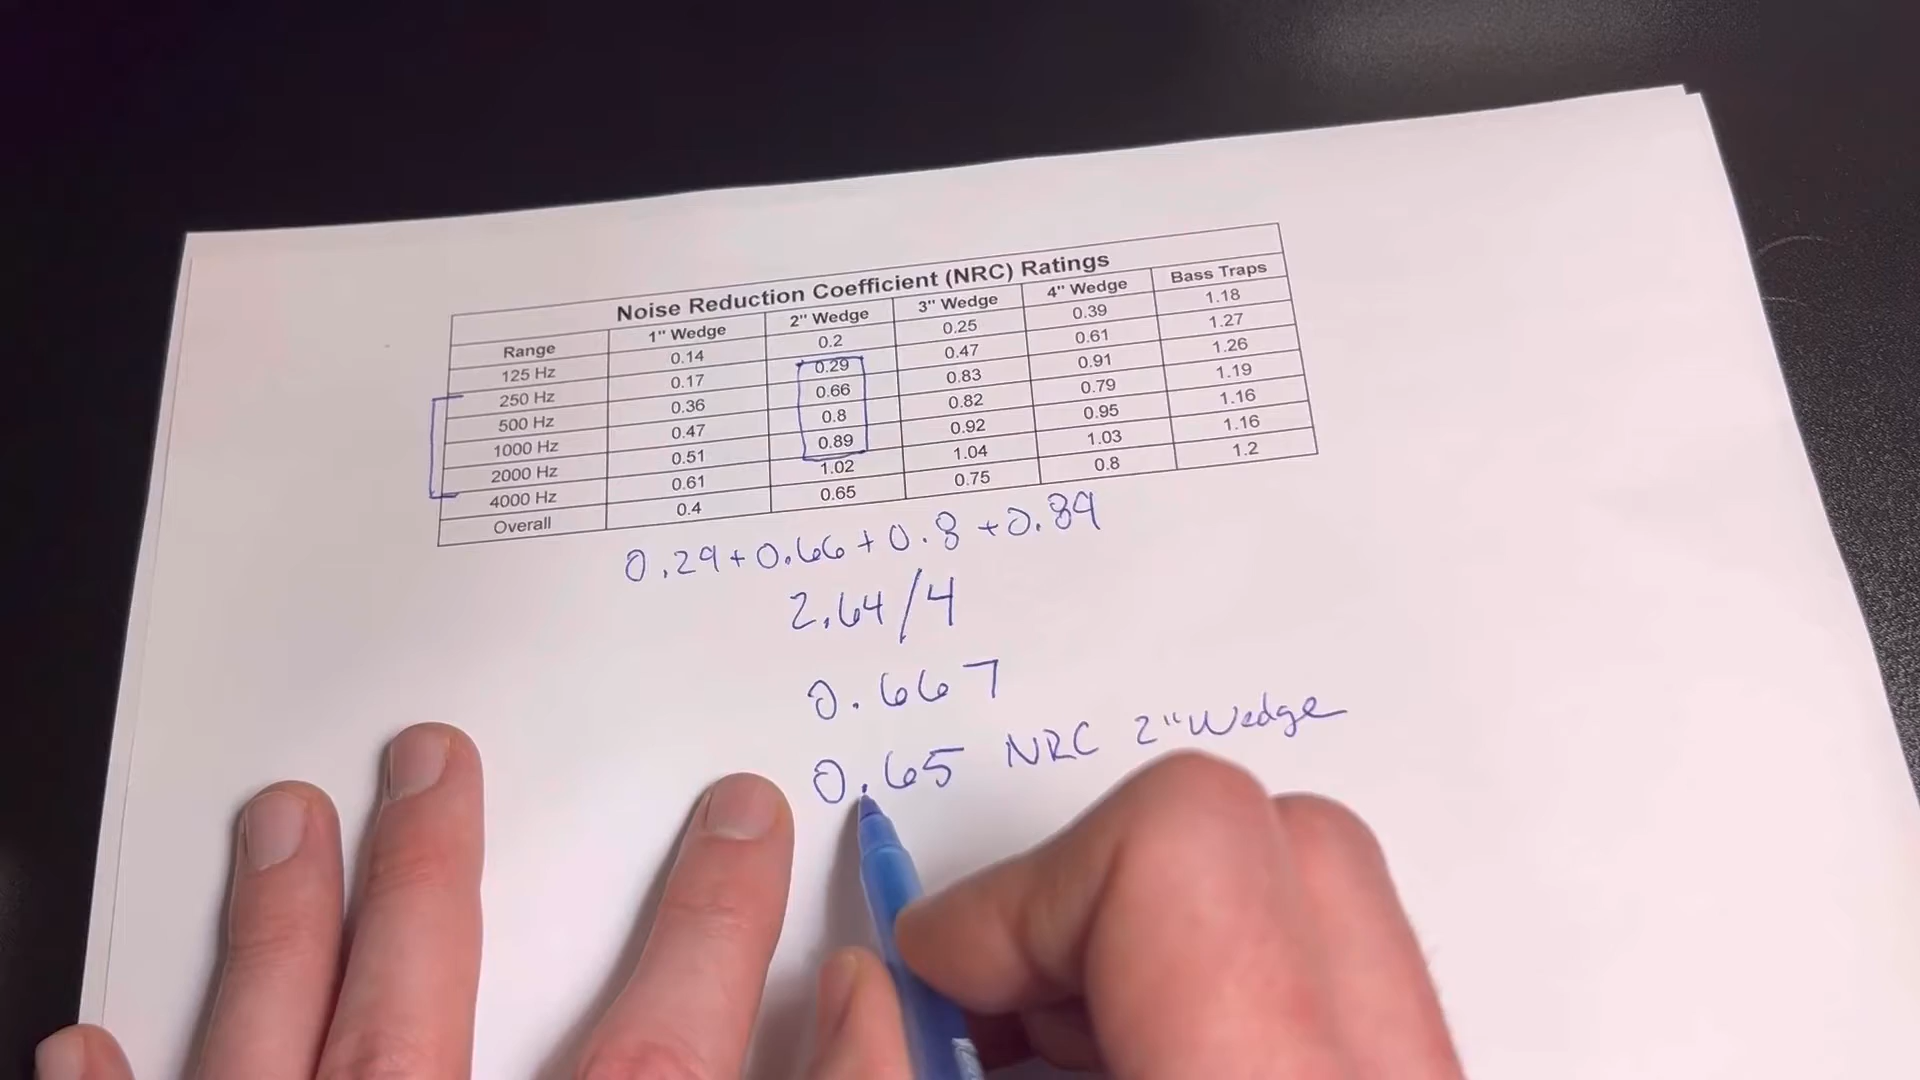 Noise Reduction Coefficient (NRC) Ratings
Range 1" Wedge 2" Wedge 3" Wedge 4" Wedge Bass Traps
125 Hz 0.14 0.2 0.25 0.39 1.18
250 Hz 0.17 0.29 0.47 0.61 1.27
500 Hz 0.36 0.66 0.83 0.91 1.26
1000 Hz 0.47 0.8 0.82 0.79 1.19
2000 Hz 0.51 0.89 0.92 0.95 1.16
4000 Hz 0.61 1.02 1.04 1.03 1.16
Overall 0.4 0.65 0.75 0.8 1.2
0.29+0.66+0.8+0.89
2.64/4
0.667
0.65 NRC 2" Wedge